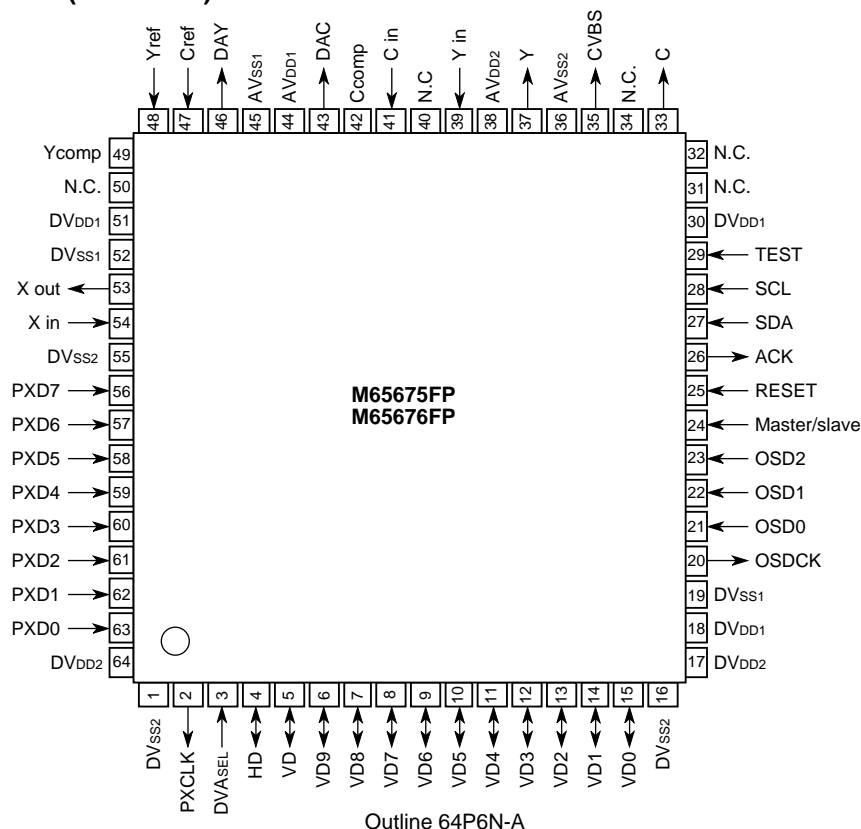 Yref
Cref
DAY
AVSS1
AVDD1
DAC
Ccomp
C in
N.C
Y in
AVDD2
Y
AVSS2
CVBS
N.C.
C
48 47 46 45 44 43 42 41 40 39 38 37 36 35 34 33
Ycomp 49
N.C. 50
DVDD1 51
DVSS1 52
X out 53
X in 54
DVSS2 55
PXD7 56
PXD6 57
PXD5 58
PXD4 59
PXD3 60
PXD2 61
PXD1 62
PXD0 63
DVDD2 64
M65675FP
M65676FP
32 N.C.
31 N.C.
30 DVDD1
29 TEST
28 SCL
27 SDA
26 ACK
25 RESET
24 Master/slave
23 OSD2
22 OSD1
21 OSD0
20 OSDCK
19 DVSS1
18 DVDD1
17 DVDD2
1 2 3 4 5 6 7 8 9 10 11 12 13 14 15 16
DVSS2
PXCLK
DVASEL
HD
VD
VD9
VD8
VD7
VD6
VD5
VD4
VD3
VD2
VD1
VD0
DVSS2
Outline 64P6N-A